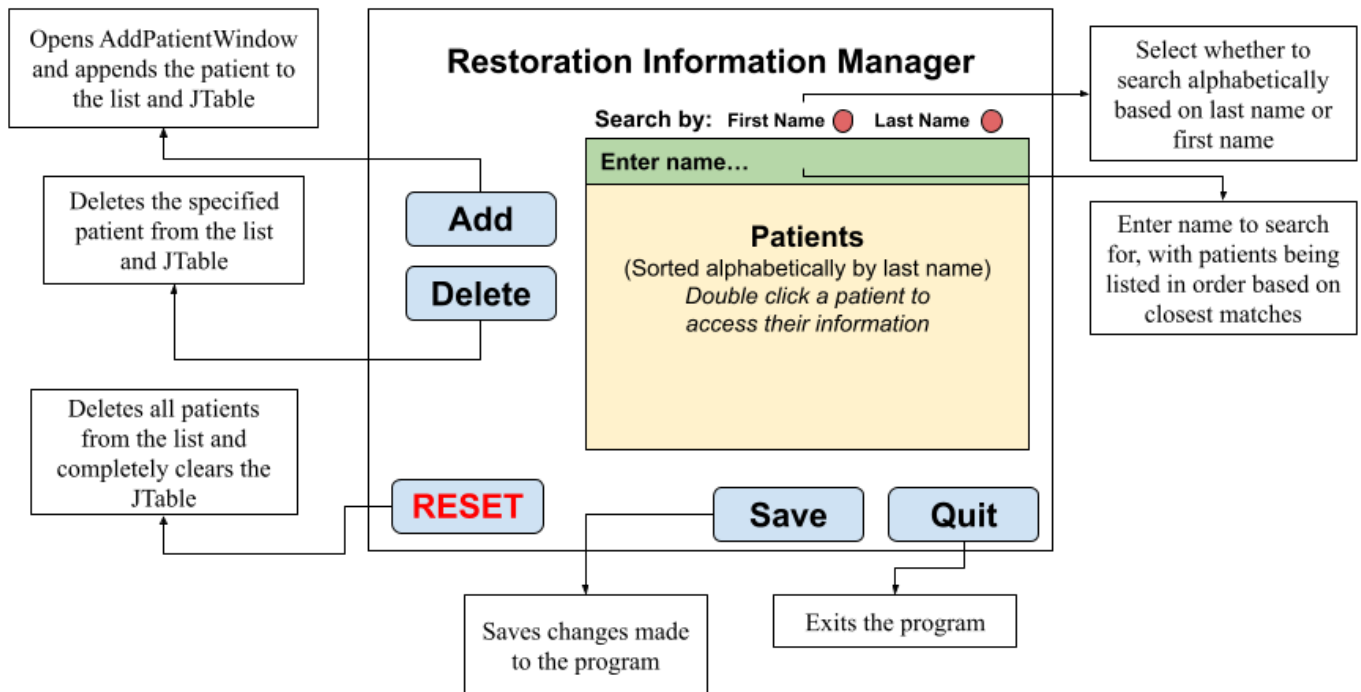 Opens AddPatientWindow
and appends the patient to
the list and JTable
Deletes the specified
patient from the list
and JTable
Deletes all patients
from the list and
completely clears the
JTable
Restoration Information Manager
Search by: First Name Last Name
Enter name...
Patients
(Sorted alphabetically by last name)
Double click a patient to
access their information
Add
Delete
RESET
Save
Quit
Select whether to
search alphabetically
based on last name or
first name
Enter name to search
for, with patients being
listed in order based on
closest matches
Saves changes made
to the program
Exits the program